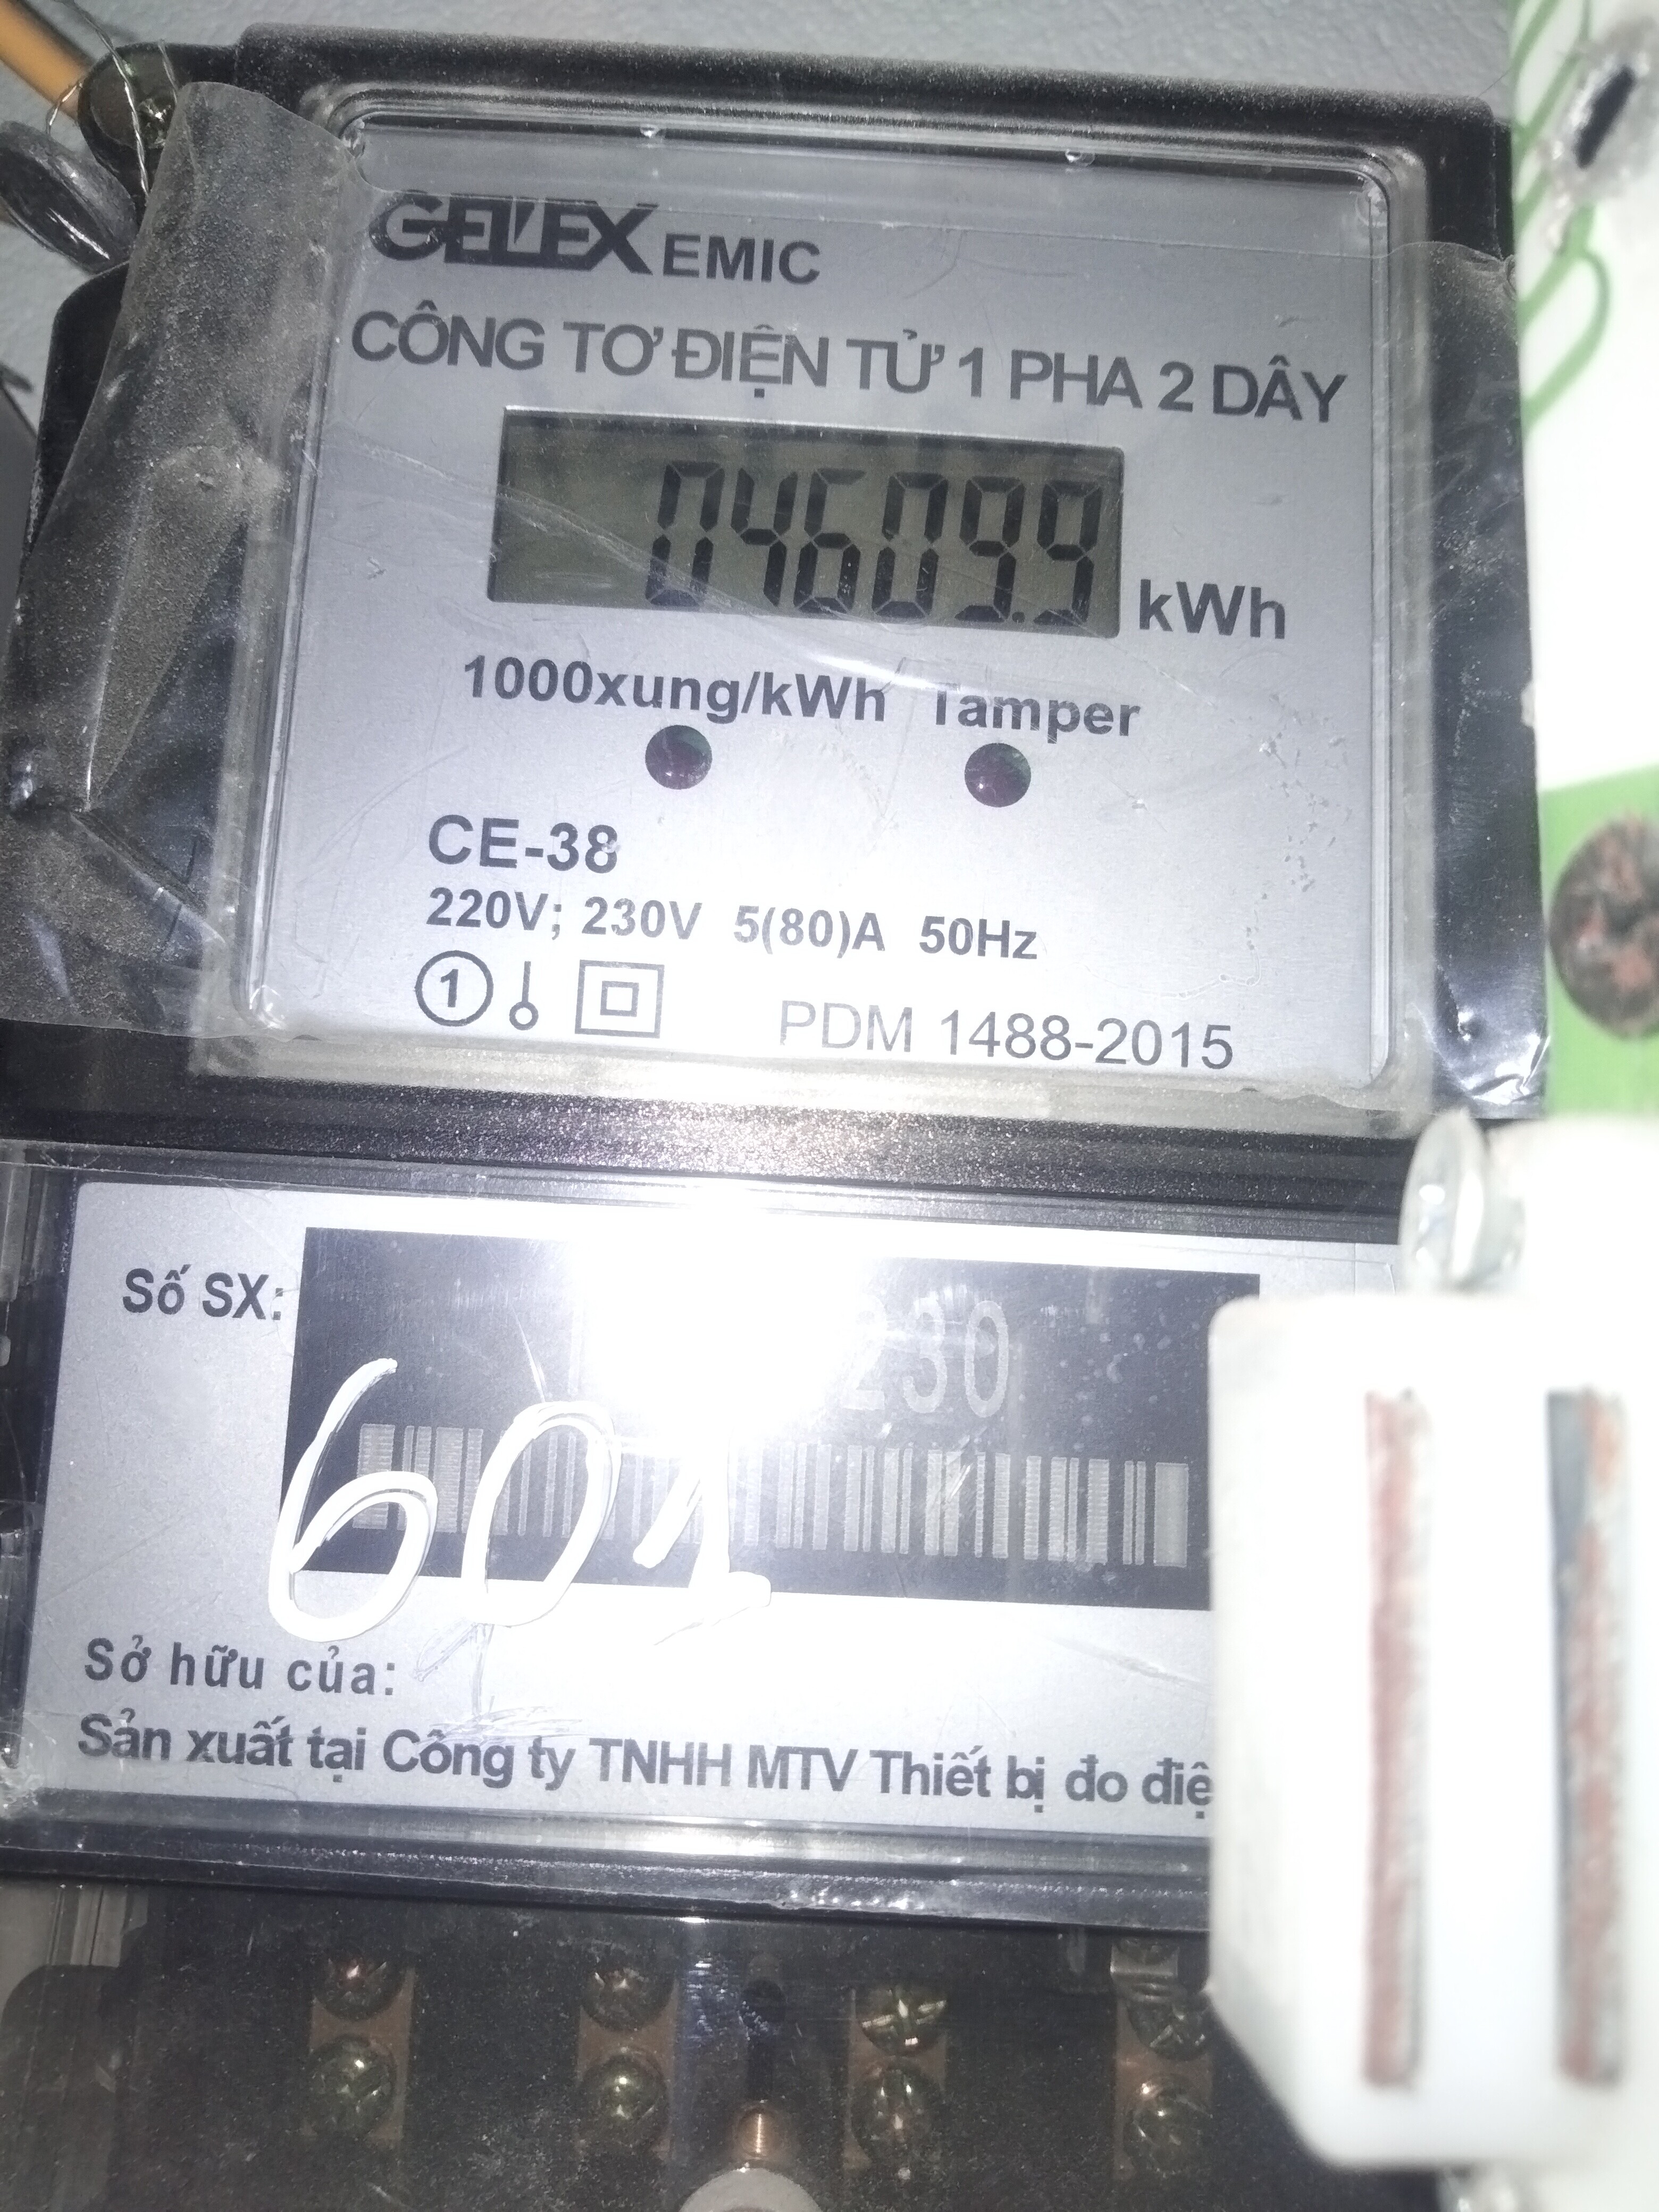 GELEX EMIC
CÔNG TƠ ĐIỆN TỬ 1 PHA 2 DÂY
04609.9 kWh
1000xung/kWh Tamper
CE-38
220V; 230V 5(80)A 50Hz
1
PDM 1488-2015
Số SX:
230
601
Sở hữu của:
Sản xuất tại Công ty TNHH MTV Thiết bị đo điệ